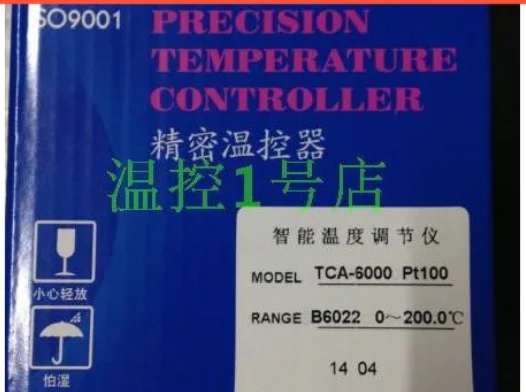 SO9001
PRECISION
TEMPERATURE
CONTROLLER
精密温控器
温控1号店
小心轻放
怕湿
智能温度调节仪
MODEL TCA-6000 Pt100
RANGE B6022 0～200.0℃
14 04